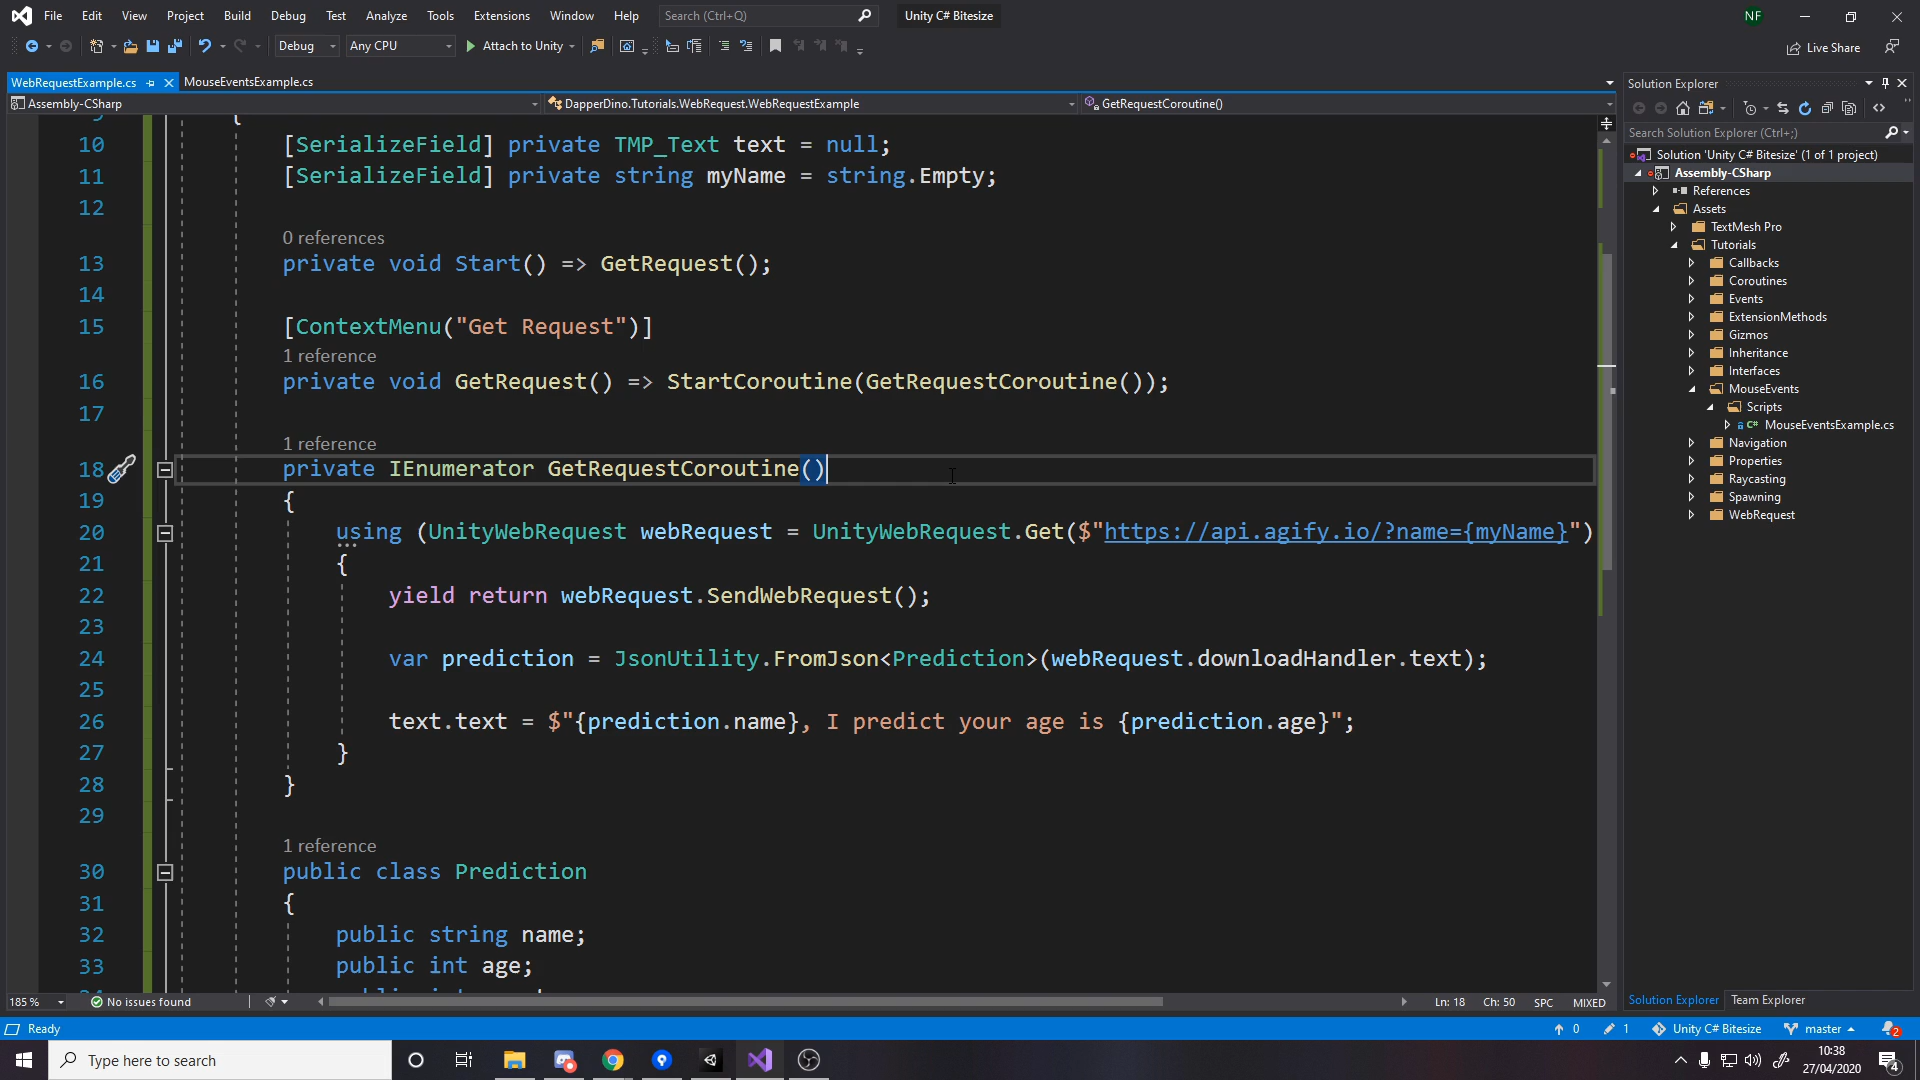 File Edit View Project Build Debug Test Analyze Tools Extensions Window Help Search (Ctrl+Q) Unity C# Bitesize NF
Debug Any CPU Attach to Unity Live Share
WebRequestExample.cs MouseEventsExample.cs
Assembly-CSharp DapperDino.Tutorials.WebRequest.WebRequestExample GetRequestCoroutine()
10 [SerializeField] private TMP_Text text = null;
11 [SerializeField] private string myName = string.Empty;
12
0 references
13 private void Start() => GetRequest();
14
15 [ContextMenu("Get Request")]
1 reference
16 private void GetRequest() => StartCoroutine(GetRequestCoroutine());
17
1 reference
18 private IEnumerator GetRequestCoroutine()
19 {
20 using (UnityWebRequest webRequest = UnityWebRequest.Get($"https://api.agify.io/?name={myName}")
21 {
22 yield return webRequest.SendWebRequest();
23
24 var prediction = JsonUtility.FromJson<Prediction>(webRequest.downloadHandler.text);
25
26 text.text = $"{prediction.name}, I predict your age is {prediction.age}";
27 }
28 }
29
1 reference
30 public class Prediction
31 {
32 public string name;
33 public int age;
185 % No issues found Ln: 18 Ch: 50 SPC MIXED
Solution Explorer
Search Solution Explorer (Ctrl+;)
Solution 'Unity C# Bitesize' (1 of 1 project)
Assembly-CSharp
References
Assets
TextMesh Pro
Tutorials
Callbacks
Coroutines
Events
ExtensionMethods
Gizmos
Inheritance
Interfaces
MouseEvents
Scripts
C# MouseEventsExample.cs
Navigation
Properties
Raycasting
Spawning
WebRequest
Solution Explorer Team Explorer
Ready 0 1 Unity C# Bitesize master 2
Type here to search 10:38
27/04/2020 4